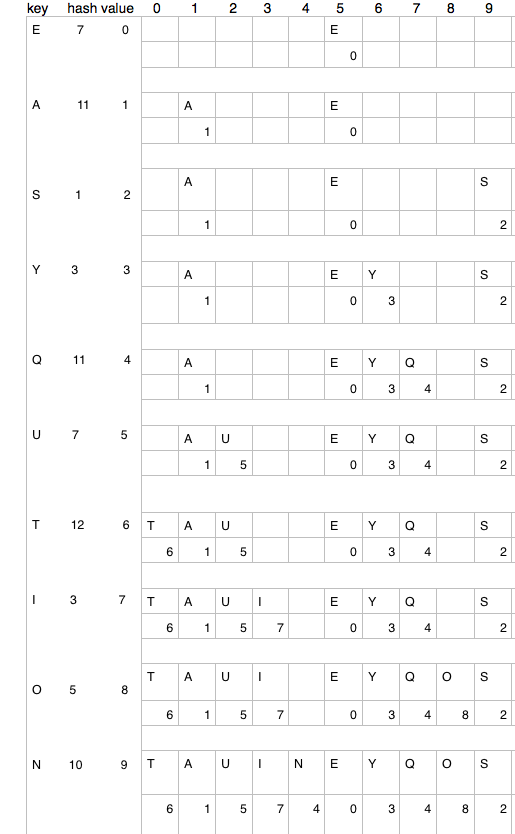 key hash value 0 1 2 3 4 5 6 7 8 9
E 7 0 E
0
A 11 1 A E
1 0
A E S
S 1 2
1 0 2
Y 3 3 A E Y S
1 0 3 2
Q 11 4 A E Y Q S
1 0 3 4 2
U 7 5 A U E Y Q S
1 5 0 3 4 2
T 12 6 T A U E Y Q S
6 1 5 0 3 4 2
I 3 7 T A U I E Y Q S
6 1 5 7 0 3 4 2
T A U I E Y Q O S
O 5 8
6 1 5 7 0 3 4 8 2
N 10 9 T A U I N E Y Q O S
6 1 5 7 4 0 3 4 8 2